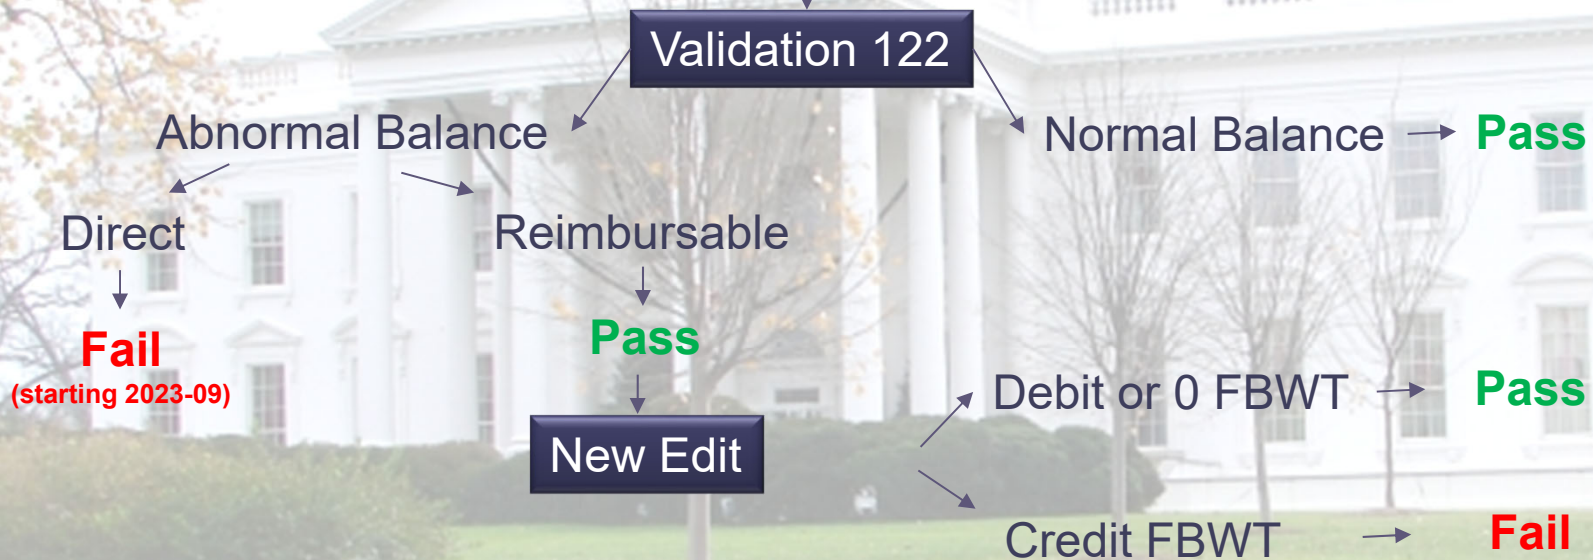 Validation 122
Abnormal Balance
Normal Balance
Pass
Direct
Reimbursable
Fail
(starting 2023-09)
Pass
New Edit
Debit or 0 FBWT
Pass
Credit FBWT
Fail